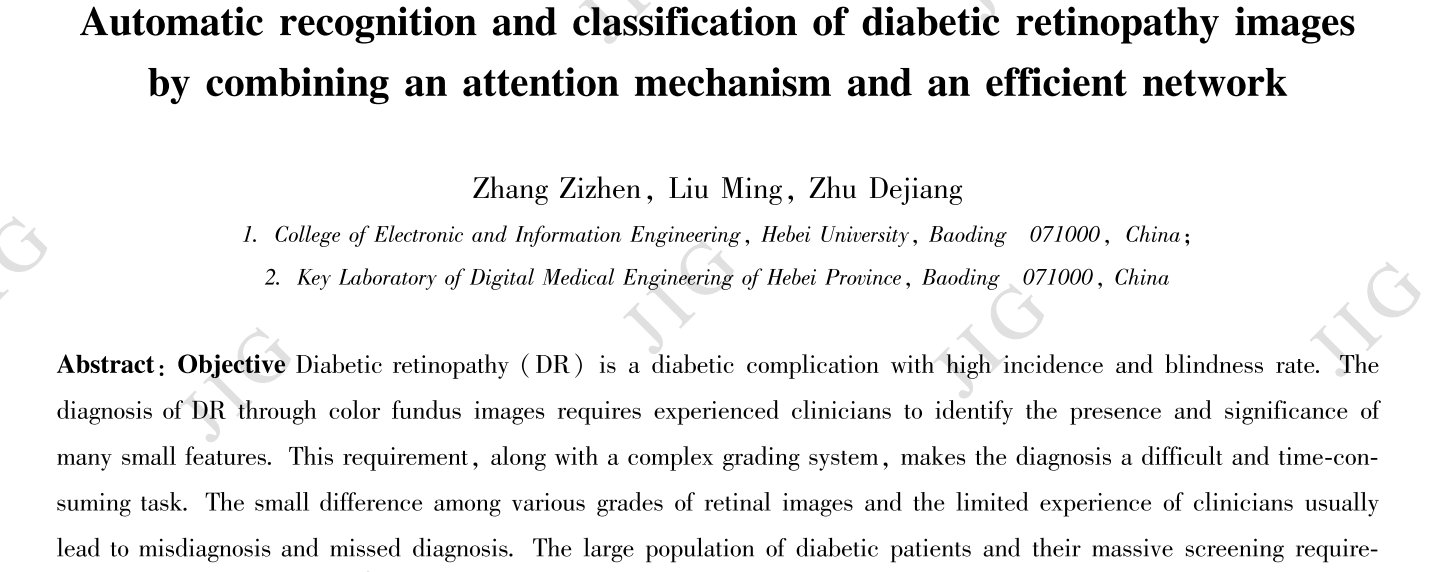 Automatic recognition and classification of diabetic retinopathy images
by combining an attention mechanism and an efficient network
Zhang Zizhen, Liu Ming, Zhu Dejiang
1. College of Electronic and Information Engineering, Hebei University, Baoding 071000, China;
2. Key Laboratory of Digital Medical Engineering of Hebei Province, Baoding 071000, China
Abstract: Objective Diabetic retinopathy (DR) is a diabetic complication with high incidence and blindness rate. The
diagnosis of DR through color fundus images requires experienced clinicians to identify the presence and significance of
many small features. This requirement, along with a complex grading system, makes the diagnosis a difficult and time-con-
suming task. The small difference among various grades of retinal images and the limited experience of clinicians usually
lead to misdiagnosis and missed diagnosis. The large population of diabetic patients and their massive screening require-
JIG
JIG
JIG
JIG